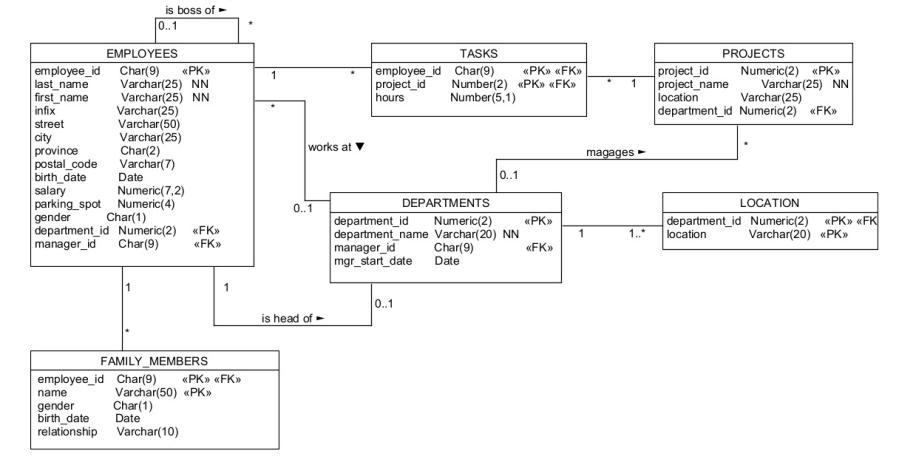 is boss of ►
0..1 *
EMPLOYEES
employee_id Char(9) «PK»
last_name Varchar(25) NN
first_name Varchar(25) NN
infix Varchar(25)
street Varchar(50)
city Varchar(25)
province Char(2)
postal_code Varchar(7)
birth_date Date
salary Numeric(7,2)
parking_spot Numeric(4)
gender Char(1)
department_id Numeric(2) «FK»
manager_id Char(9) «FK»
1 *
TASKS
employee_id Char(9) «PK» «FK»
project_id Number(2) «PK» «FK»
hours Number(5,1)
* 1
PROJECTS
project_id Numeric(2) «PK»
project_name Varchar(25) NN
location Varchar(25)
department_id Numeric(2) «FK»
*
works at ▼
0..1
magages ►
*
0..1
DEPARTMENTS
department_id Numeric(2) «PK»
department_name Varchar(20) NN
manager_id Char(9) «FK»
mgr_start_date Date
1 1..*
LOCATION
department_id Numeric(2) «PK» «FK
location Varchar(20) «PK»
1
is head of ►
0..1
1
*
FAMILY_MEMBERS
employee_id Char(9) «PK» «FK»
name Varchar(50) «PK»
gender Char(1)
birth_date Date
relationship Varchar(10)